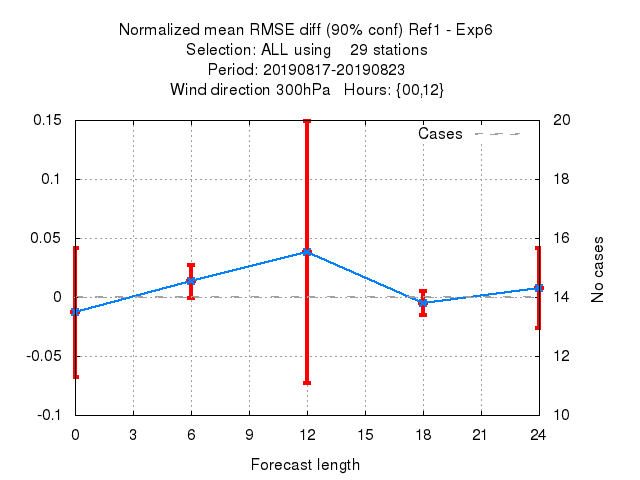 Normalized mean RMSE diff (90% conf) Ref1 - Exp6
Selection: ALL using 29 stations
Period: 20190817-20190823
Wind direction 300hPa Hours: {00,12}
0.15
0.1
0.05
0
-0.05
-0.1
Cases
20
18
16
14
12
10
No cases
0 3 6 9 12 15 18 21 24
Forecast length